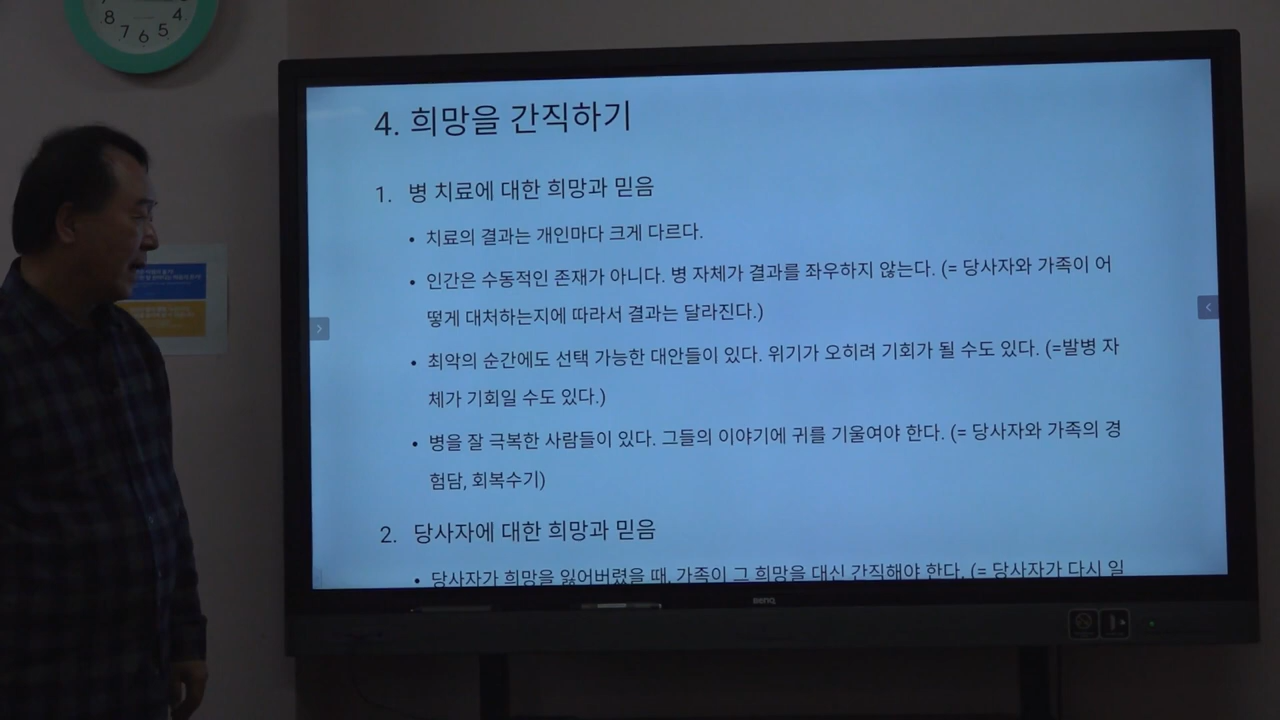 8 7 6 5 4
4. 희망을 간직하기
1. 병 치료에 대한 희망과 믿음
• 치료의 결과는 개인마다 크게 다르다.
• 인간은 수동적인 존재가 아니다. 병 자체가 결과를 좌우하지 않는다. (= 당사자와 가족이 어
떻게 대처하는지에 따라서 결과는 달라진다.)
• 최악의 순간에도 선택 가능한 대안들이 있다. 위기가 오히려 기회가 될 수도 있다. (=발병 자
체가 기회일 수도 있다.)
• 병을 잘 극복한 사람들이 있다. 그들의 이야기에 귀를 기울여야 한다. (= 당사자와 가족의 경
험담, 회복수기)
2. 당사자에 대한 희망과 믿음
• 당사자가 희망을 잃어버렸을 때, 가족이 그 희망을 대신 간직해야 한다. (= 당사자가 다시 일
BenQ